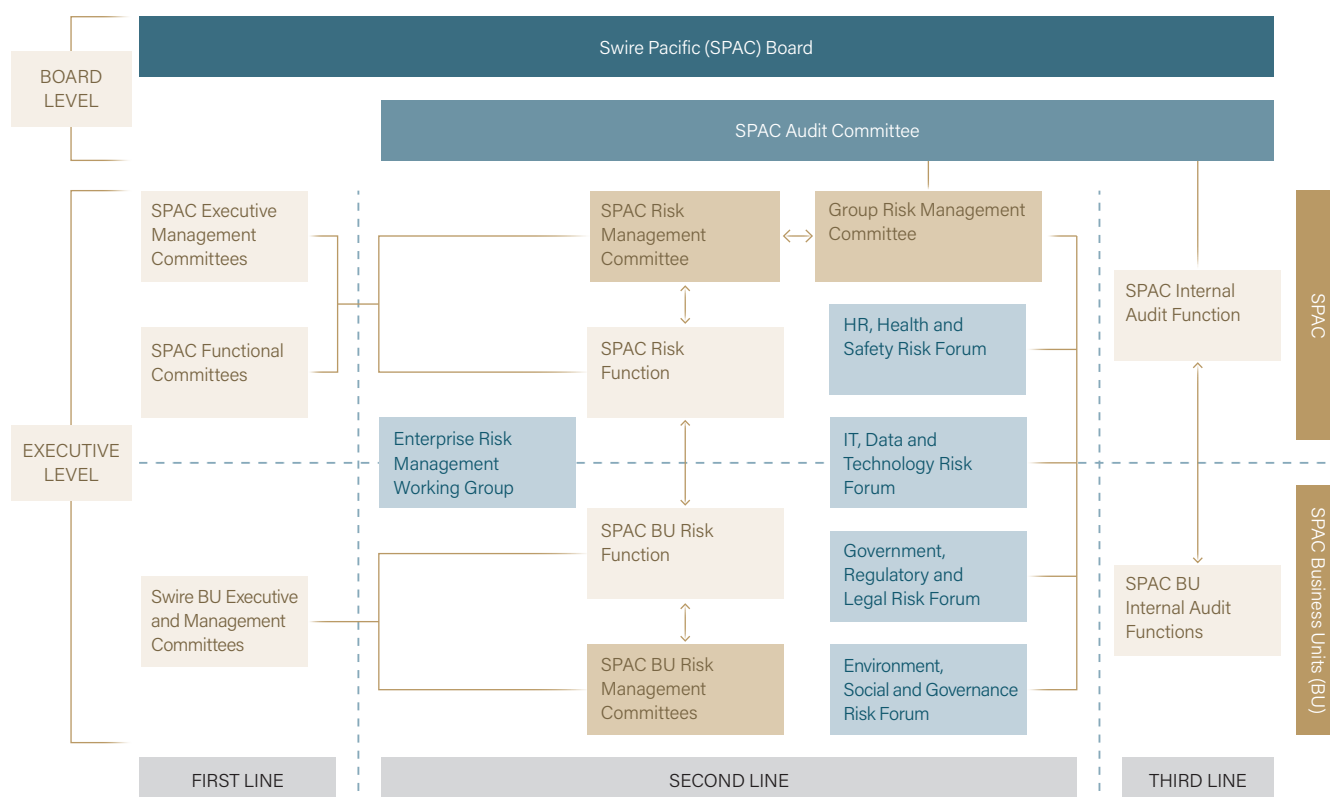 Swire Pacific (SPAC) Board
BOARD
LEVEL
SPAC Audit Committee
SPAC Executive
Management
Committees
SPAC Risk
Management
Committee
Group Risk Management
Committee
SPAC Internal
Audit Function
SPAC
HR, Health and
Safety Risk Forum
SPAC Functional
Committees
SPAC Risk
Function
EXECUTIVE
LEVEL
Enterprise Risk
Management
Working Group
IT, Data and
Technology Risk
Forum
SPAC BU Risk
Function
Government,
Regulatory and
Legal Risk Forum
Swire BU Executive
and Management
Committees
SPAC BU
Internal Audit
Functions
SPAC Business Units (BU)
SPAC BU Risk
Management
Committees
Environment,
Social and Governance
Risk Forum
FIRST LINE
SECOND LINE
THIRD LINE